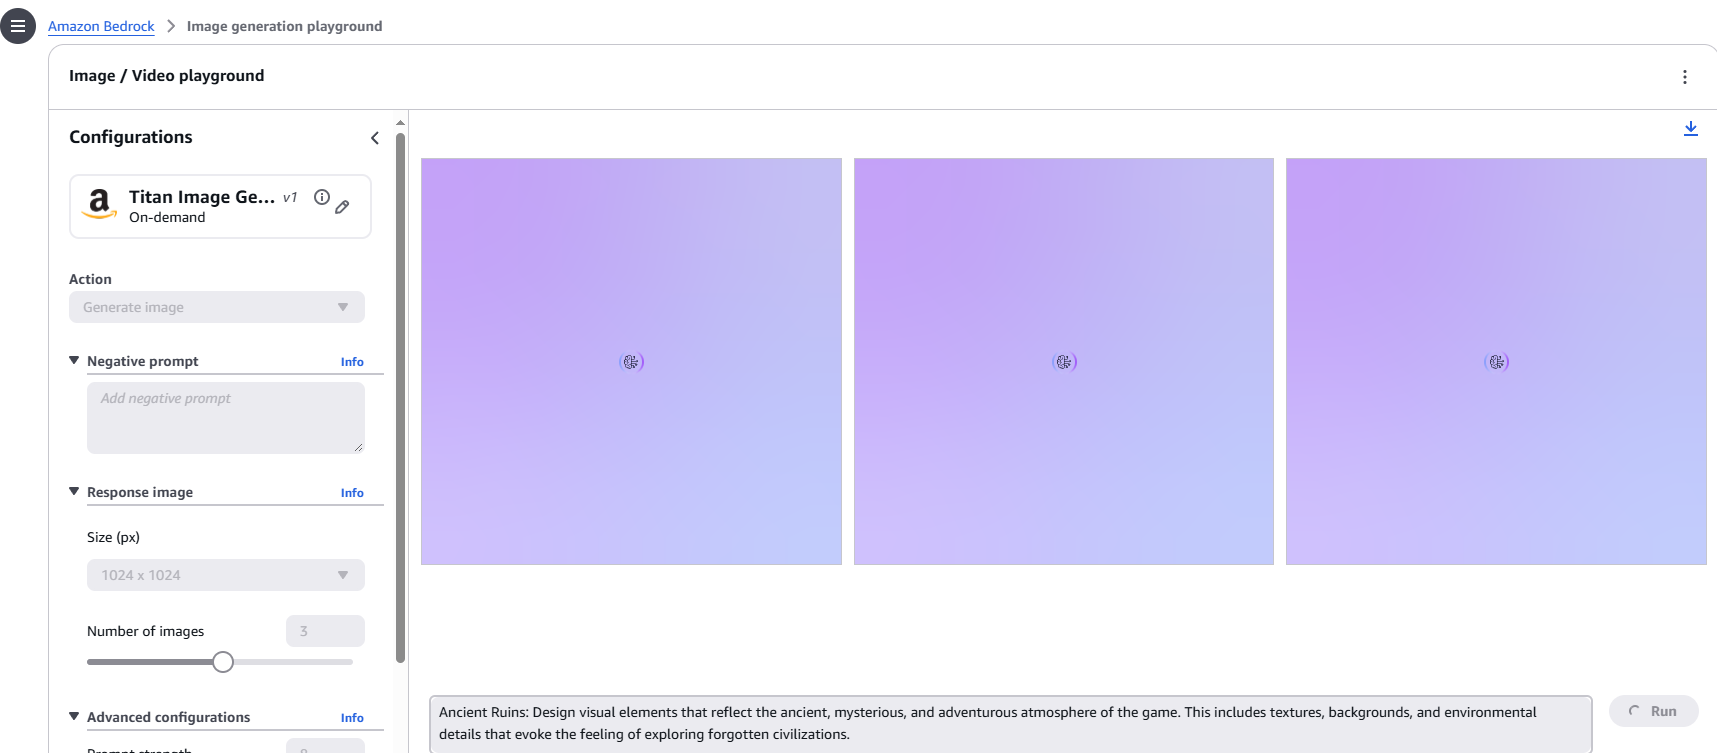 Amazon Bedrock > Image generation playground
Image / Video playground
Configurations
Titan Image Ge... v1
On-demand
Action
Generate image
Negative prompt Info
Add negative prompt
Response image Info
Size (px)
1024 x 1024
Number of images 3
Advanced configurations Info
Prompt strength 8
Ancient Ruins: Design visual elements that reflect the ancient, mysterious, and adventurous atmosphere of the game. This includes textures, backgrounds, and environmental
details that evoke the feeling of exploring forgotten civilizations.
Run